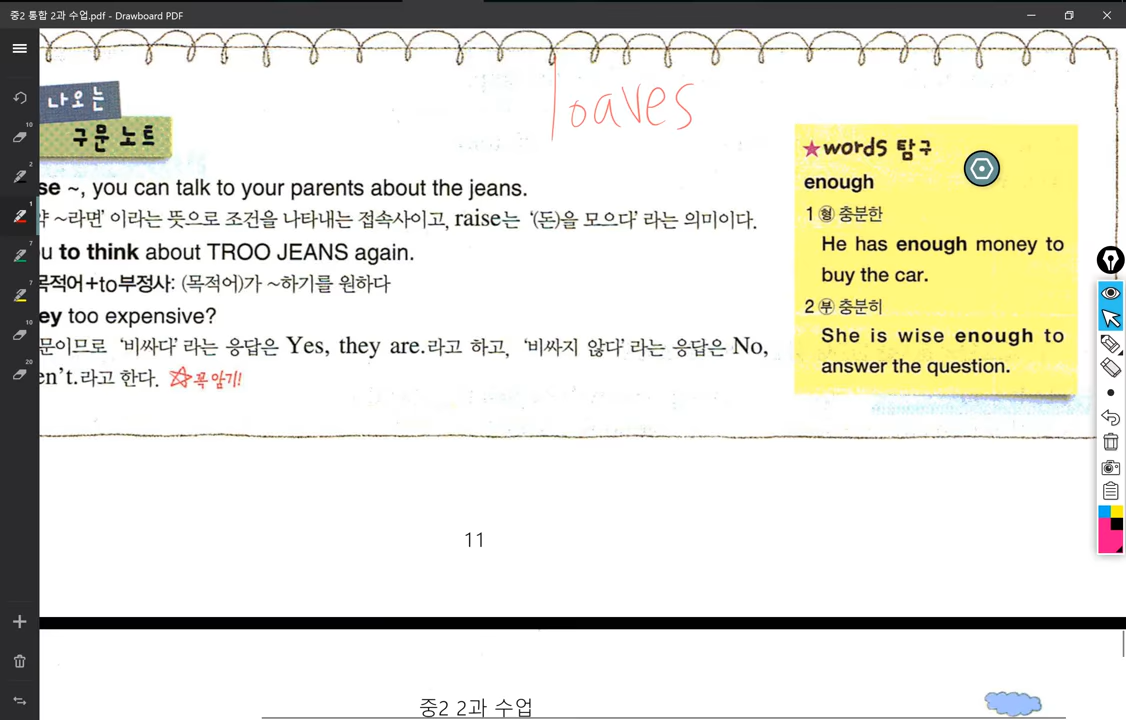 중2 통합 2과 수업.pdf - Drawboard PDF
loaves
나오는
구문 노트
se ~, you can talk to your parents about the jeans.
약 ~라면’ 이라는 뜻으로 조건을 나타내는 접속사이고, raise는 ‘(돈)을 모으다’ 라는 의미이다.
u to think about TROO JEANS again.
목적어+to부정사: (목적어)가 ~하기를 원하다
ey too expensive?
문이므로 ‘비싸다’ 라는 응답은 Yes, they are.라고 하고, ‘비싸지 않다’ 라는 응답은 No,
en’t.라고 한다. ☆꼭 암기!
★words 탐구
enough
1 형 충분한
He has enough money to
buy the car.
2 부 충분히
She is wise enough to
answer the question.
11
중2 2과 수업
10
2
1
7
7
10
20